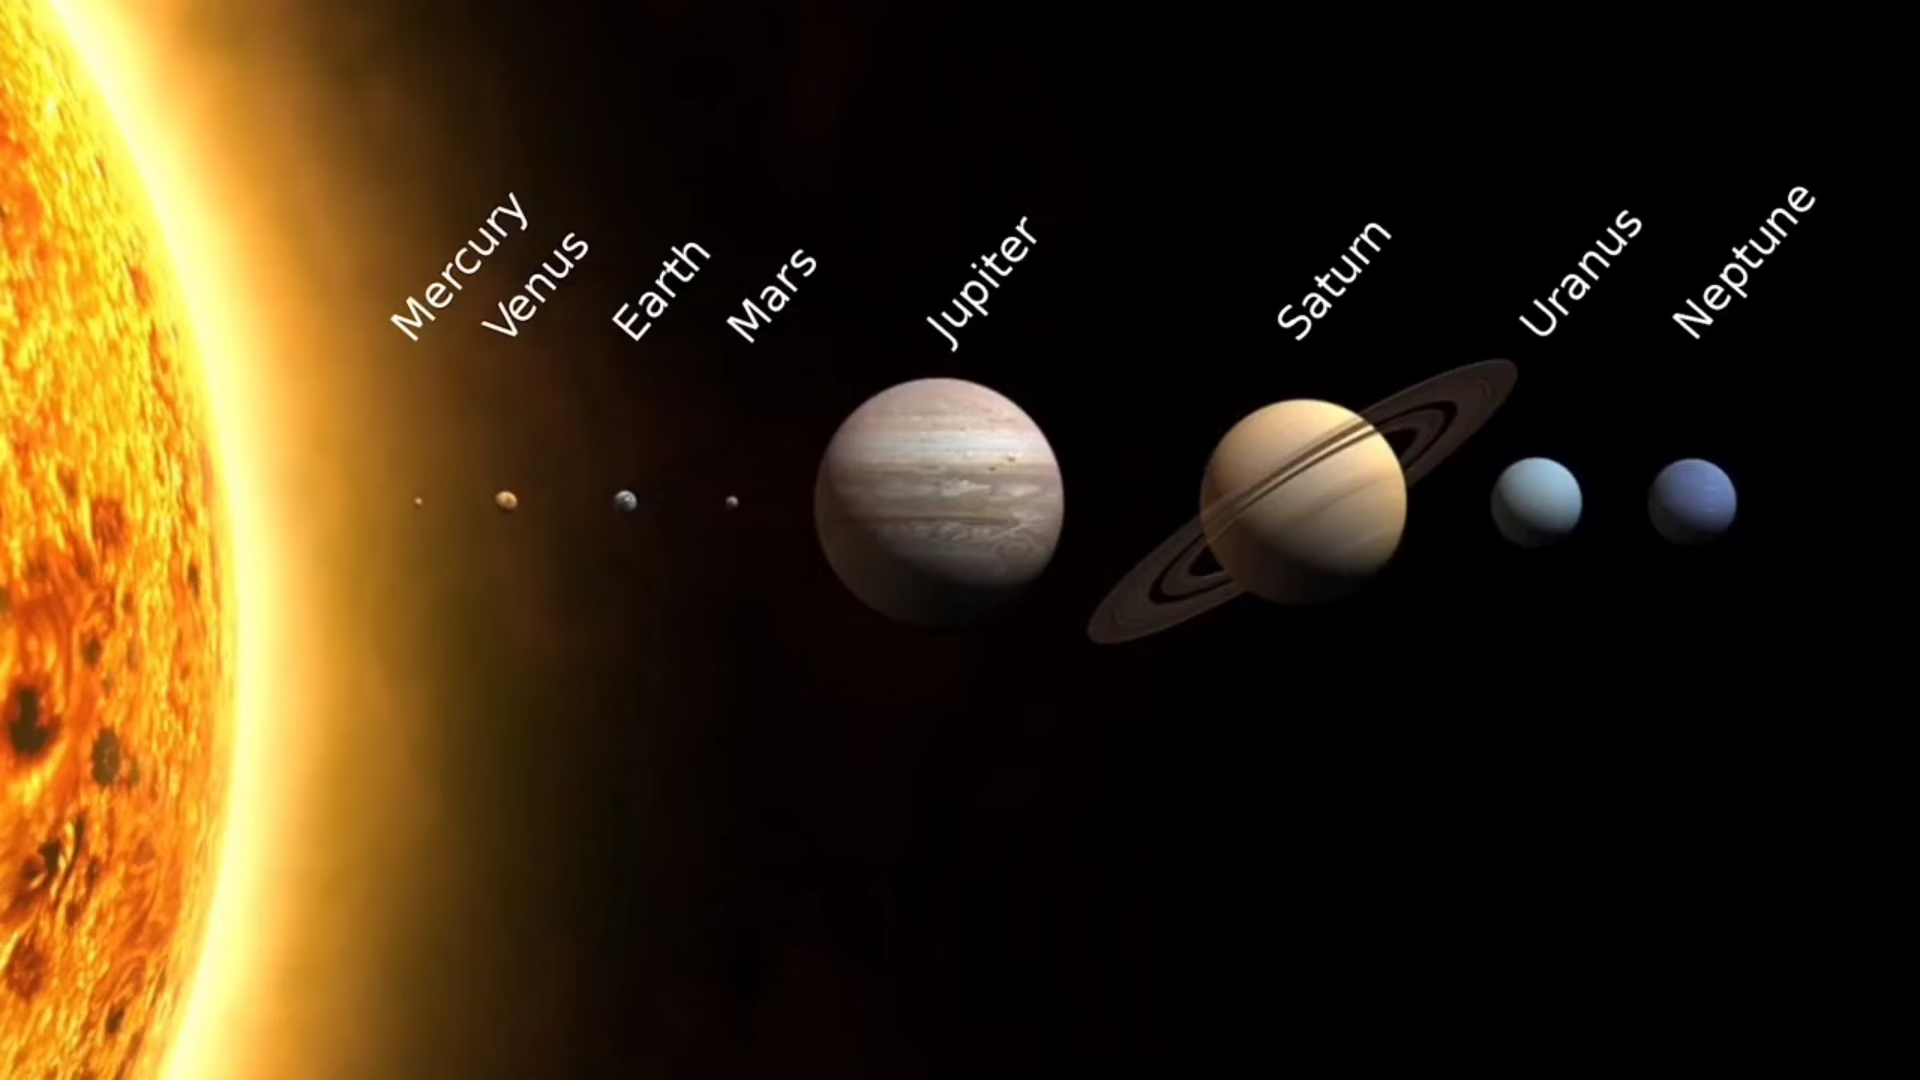 Mercury
Venus
Earth
Mars
Jupiter
Saturn
Uranus
Neptune